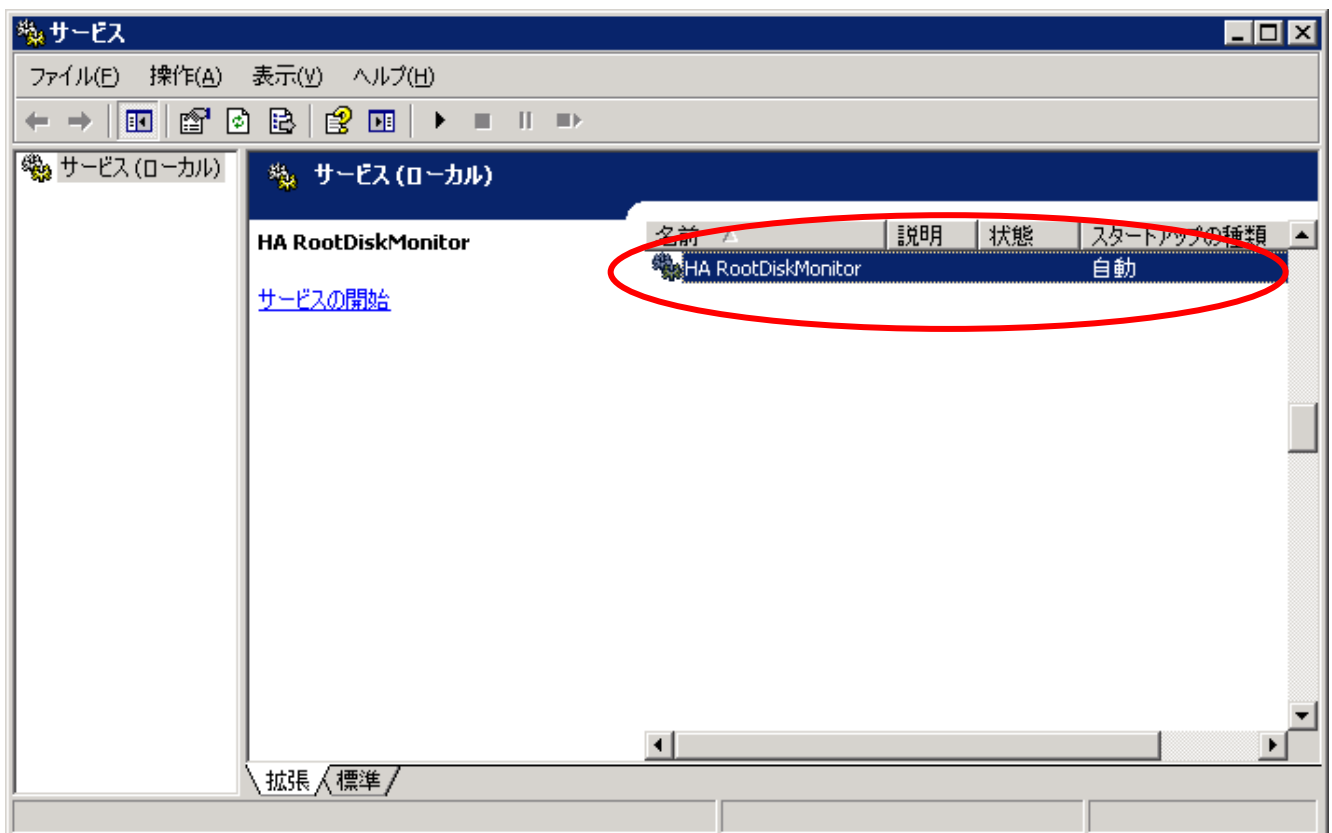 サービス
ファイル(F) 操作(A) 表示(V) ヘルプ(H)
サービス (ローカル)
サービス (ローカル)
HA RootDiskMonitor
サービスの開始
名前 説明 状態 スタートアップの種類
HA RootDiskMonitor 自動
拡張 標準